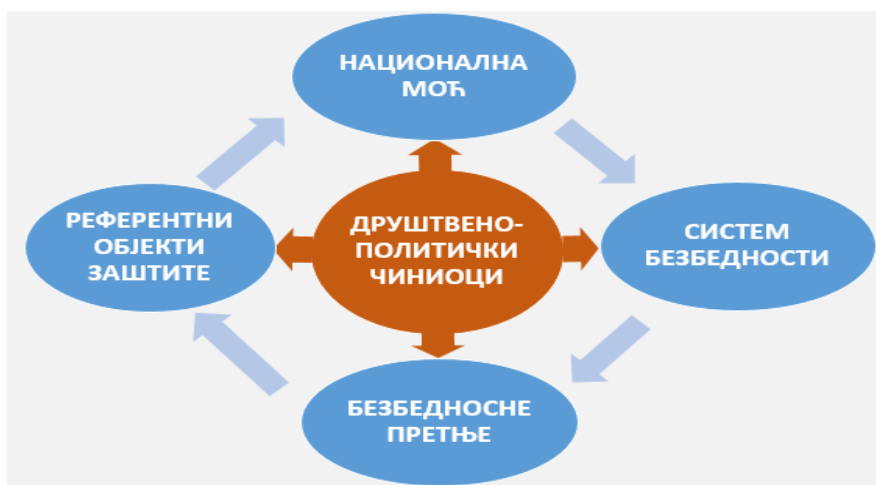 НАЦИОНАЛНА
МОЋ
РЕФЕРЕНТНИ
ОБЈЕКТИ
ЗАШТИТЕ
ДРУШТВЕНО-
ПОЛИТИЧКИ
ЧИНИОЦИ
СИСТЕМ
БЕЗБЕДНОСТИ
БЕЗБЕДНОСНЕ
ПРЕТЊЕ